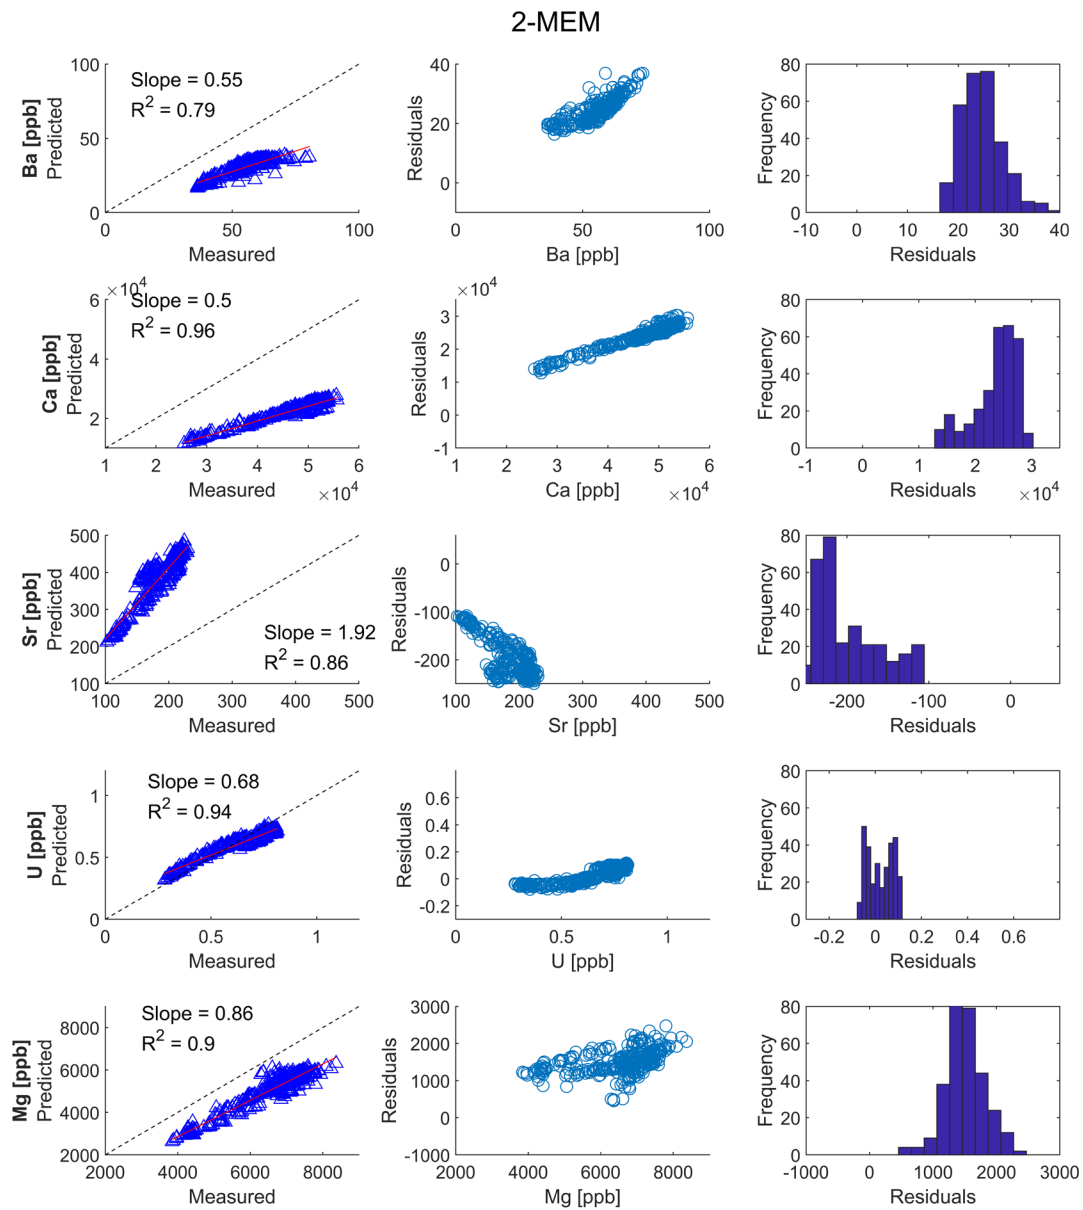 2-MEM
Ba [ppb]
Predicted
100
50
0
Slope = 0.55
R² = 0.79
0 50 100
Measured
Residuals
40
20
0
0 50 100
Ba [ppb]
Frequency
80
60
40
20
0
-10 0 10 20 30 40
Residuals
Ca [ppb]
Predicted
×10⁴
6
4
2
Slope = 0.5
R² = 0.96
1 2 3 4 5 6
Measured
×10⁴
Residuals
×10⁴
3
2
1
0
-1
1 2 3 4 5 6
Ca [ppb]
×10⁴
Frequency
80
60
40
20
0
-1 0 1 2 3
Residuals
×10⁴
Sr [ppb]
Predicted
500
400
300
200
100
Slope = 1.92
R² = 0.86
100 200 300 400 500
Measured
Residuals
0
-100
-200
100 200 300 400 500
Sr [ppb]
Frequency
80
60
40
20
0
-200 -100 0
Residuals
U [ppb]
Predicted
1
0.5
0
Slope = 0.68
R² = 0.94
0 0.5 1
Measured
Residuals
0.6
0.4
0.2
0
-0.2
0 0.5 1
U [ppb]
Frequency
80
60
40
20
0
-0.2 0 0.2 0.4 0.6
Residuals
Mg [ppb]
Predicted
8000
6000
4000
2000
Slope = 0.86
R² = 0.9
2000 4000 6000 8000
Measured
Residuals
3000
2000
1000
0
-1000
2000 4000 6000 8000
Mg [ppb]
Frequency
80
60
40
20
0
-1000 0 1000 2000 3000
Residuals